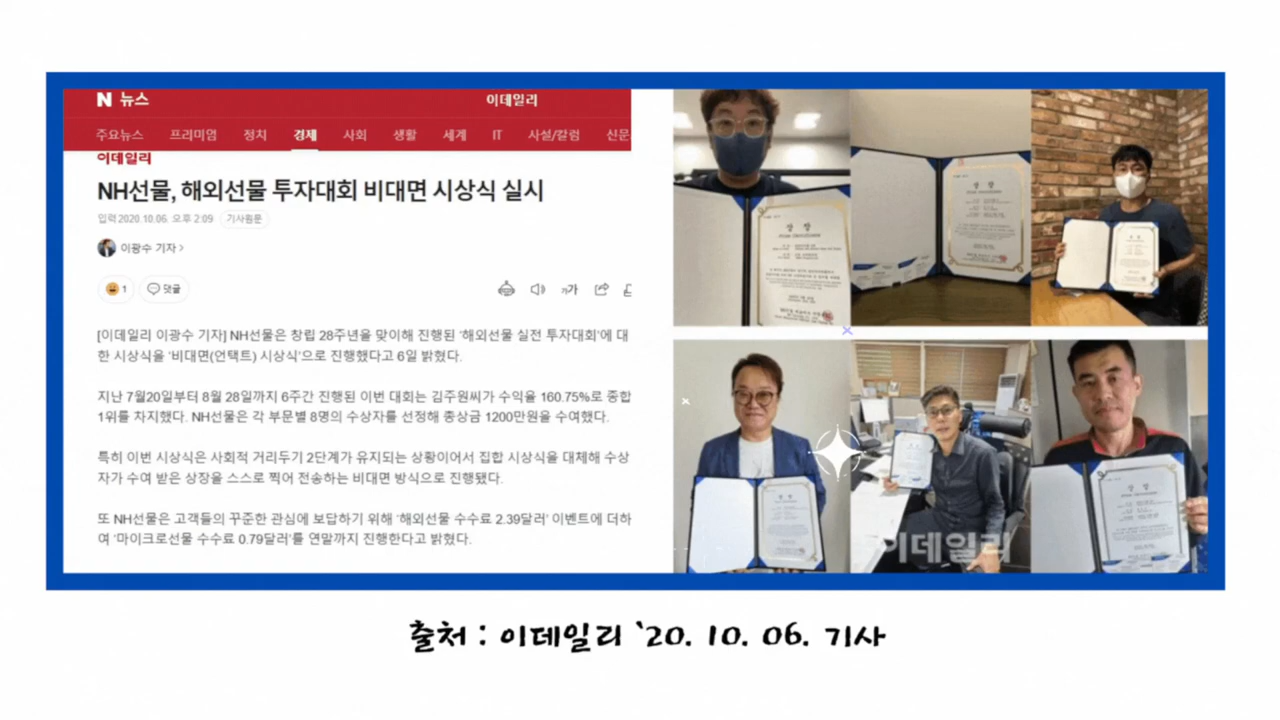 N 뉴스
이데일리
주요뉴스 프리미엄 정치 경제 사회 생활 세계 IT 사설/칼럼 신문
이데일리
NH선물, 해외선물 투자대회 비대면 시상식 실시
입력 2020.10.06. 오후 2:09 기사원문
이광수 기자 >
1 댓글
가가
[이데일리 이광수 기자] NH선물은 창립 28주년을 맞이해 진행된 '해외선물 실전 투자대회'에 대
한 시상식을 '비대면(언택트) 시상식'으로 진행했다고 6일 밝혔다.
지난 7월20일부터 8월 28일까지 6주간 진행된 이번 대회는 김주원씨가 수익율 160.75%로 종합
1위를 차지했다. NH선물은 각 부문별 8명의 수상자를 선정해 총상금 1200만원을 수여했다.
특히 이번 시상식은 사회적 거리두기 2단계가 유지되는 상황이어서 집합 시상식을 대체해 수상
자가 수여 받은 상장을 스스로 찍어 전송하는 비대면 방식으로 진행됐다.
또 NH선물은 고객들의 꾸준한 관심에 보답하기 위해 '해외선물 수수료 2.39달러' 이벤트에 더하
여 '마이크로선물 수수료 0.79달러'를 연말까지 진행한다고 밝혔다.
상 장
상 장
상 장
상 장
이데일리
출처 : 이데일리 '20. 10. 06. 기사